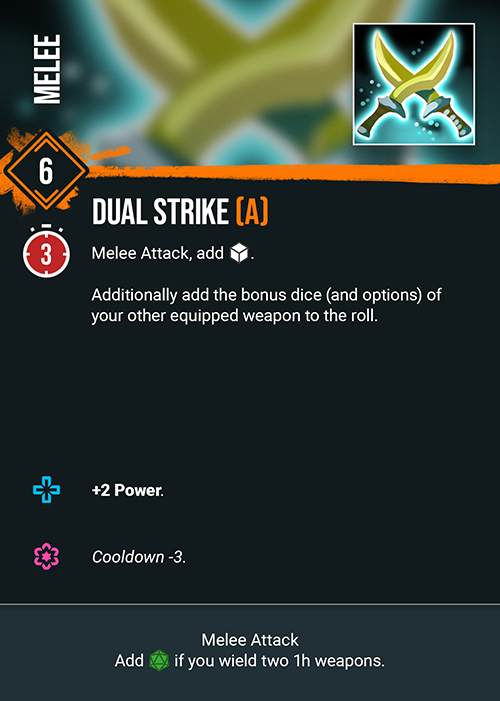 MELEE
6
DUAL STRIKE (A)
3
Melee Attack, add .
Additionally add the bonus dice (and options) of
your other equipped weapon to the roll.
+2 Power.
Cooldown -3.
Melee Attack
Add if you wield two 1h weapons.